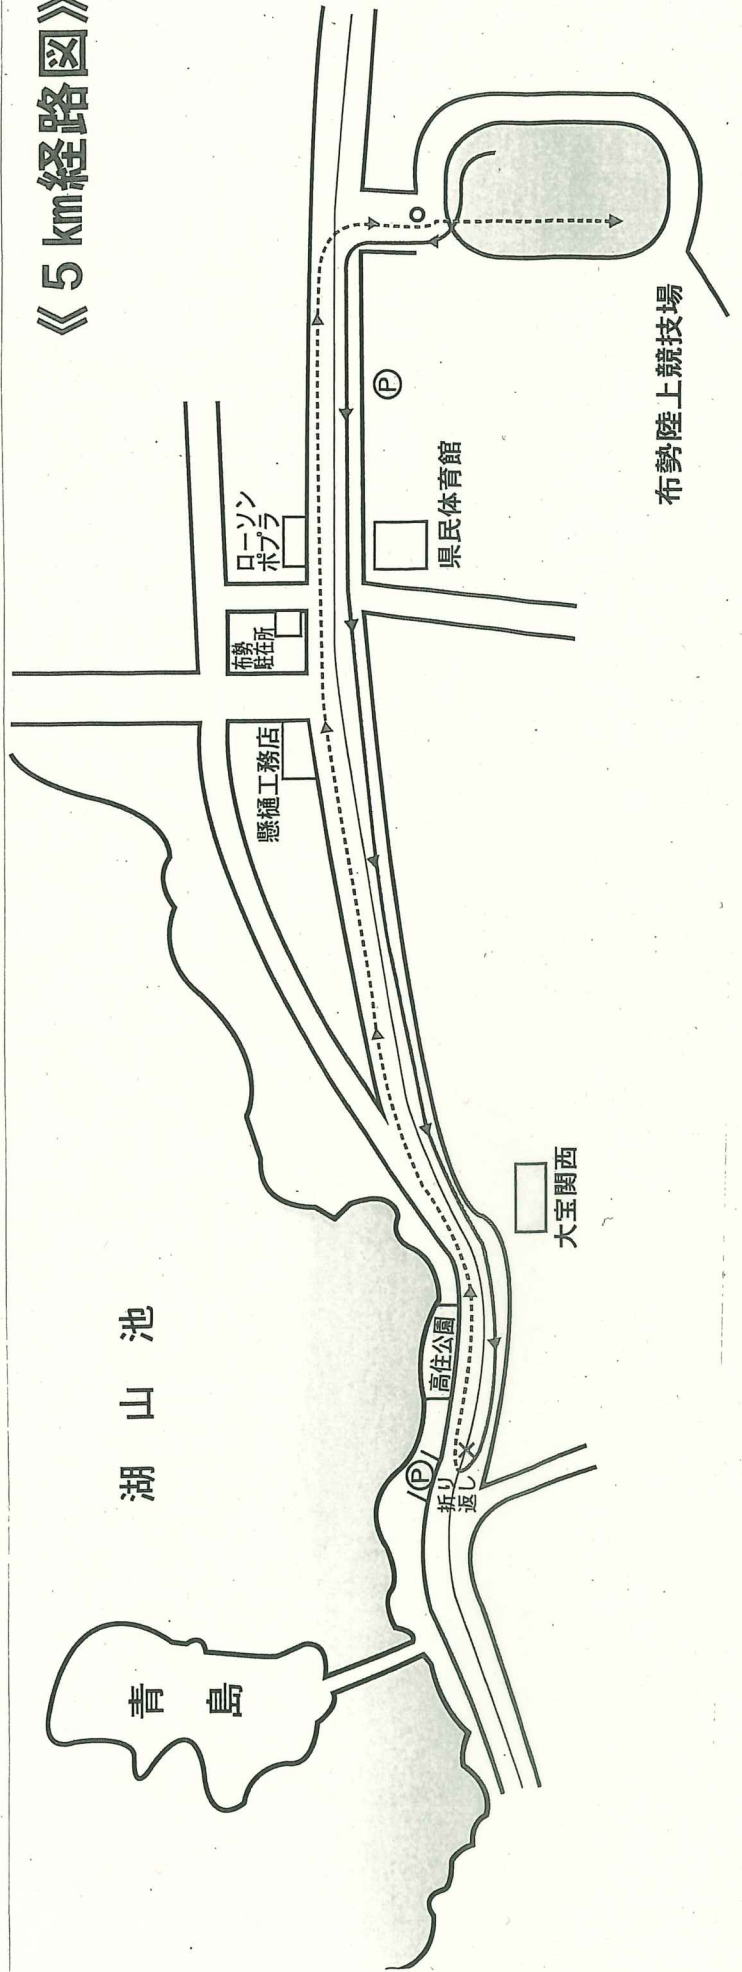 《5km経路図》
湖山池
青島
ローソン
ポプラ
布勢
駐在所
懸樋工務店
Ⓟ
県民体育館
布勢陸上競技場
大宝関西
高住公園
Ⓟ
折り
返し